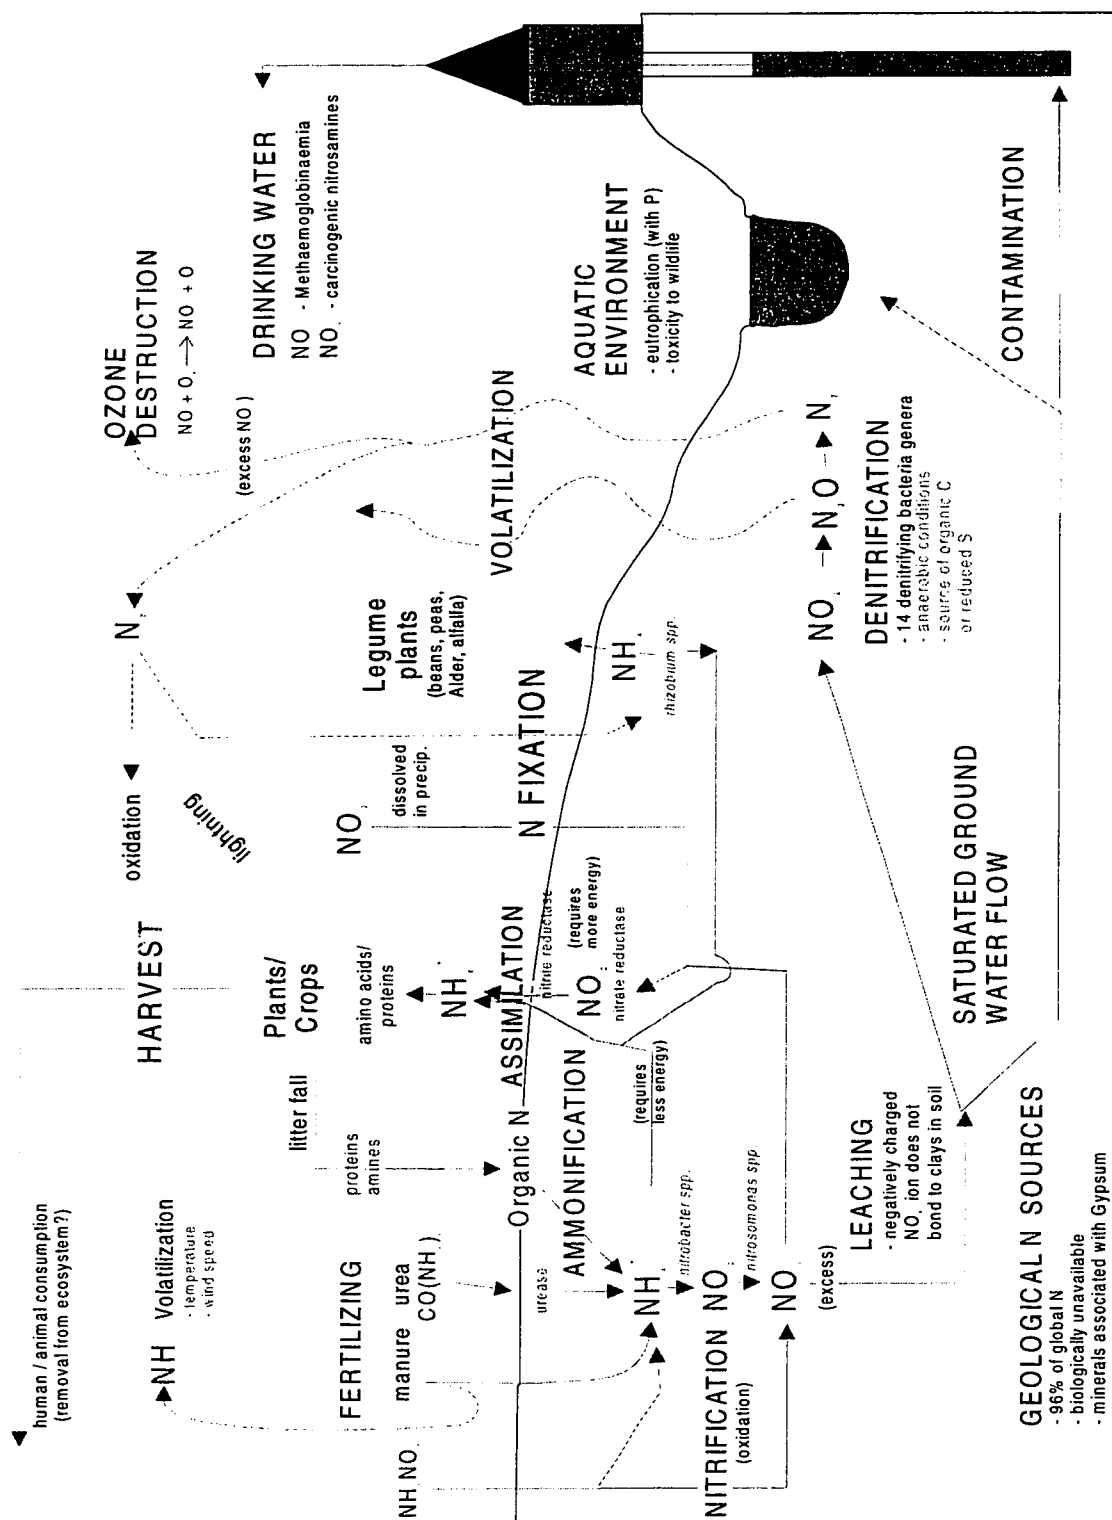 human / animal consumption
(removal from ecosystem?)
HARVEST
oxidation
lightning
N
OZONE
DESTRUCTION
NO + O. → NO + O
(excess NO )
NH Volatilization
- temperature
- wind speed
litter fall
proteins
amines
Plants/
Crops
amino acids/
proteins
NH
NO
dissolved
in precip.
Legume
plants
(beans, peas,
Alder, alfalfa)
VOLATILIZATION
DRINKING WATER
NO - Methaemoglobinaemia
NO. - carcinogenic nitrosamines
FERTILIZING
NH NO
manure urea
CO(NH )
urease
Organic N
ASSIMILATION
nitrite reductase
N FIXATION
NH
rhizobium spp.
AQUATIC
ENVIRONMENT
- eutrophication (with P)
- toxicity to wildlife
AMMONIFICATION
(requires
less energy)
NO
(requires
more energy)
nitrate reductase
NITRIFICATION
(oxidation)
NH
nitrobacter spp.
NO
nitrosomonas spp
NO
(excess)
LEACHING
- negatively charged
NO. ion does not
bond to clays in soil
NO → N O → N
DENITRIFICATION
- 14 denitrifying bacteria genera
- anaerobic conditions
- source of organic C
or reduced S
SATURATED GROUND
WATER FLOW
CONTAMINATION
GEOLOGICAL N SOURCES
- 96% of global N
- biologically unavailable
- minerals associated with Gypsum